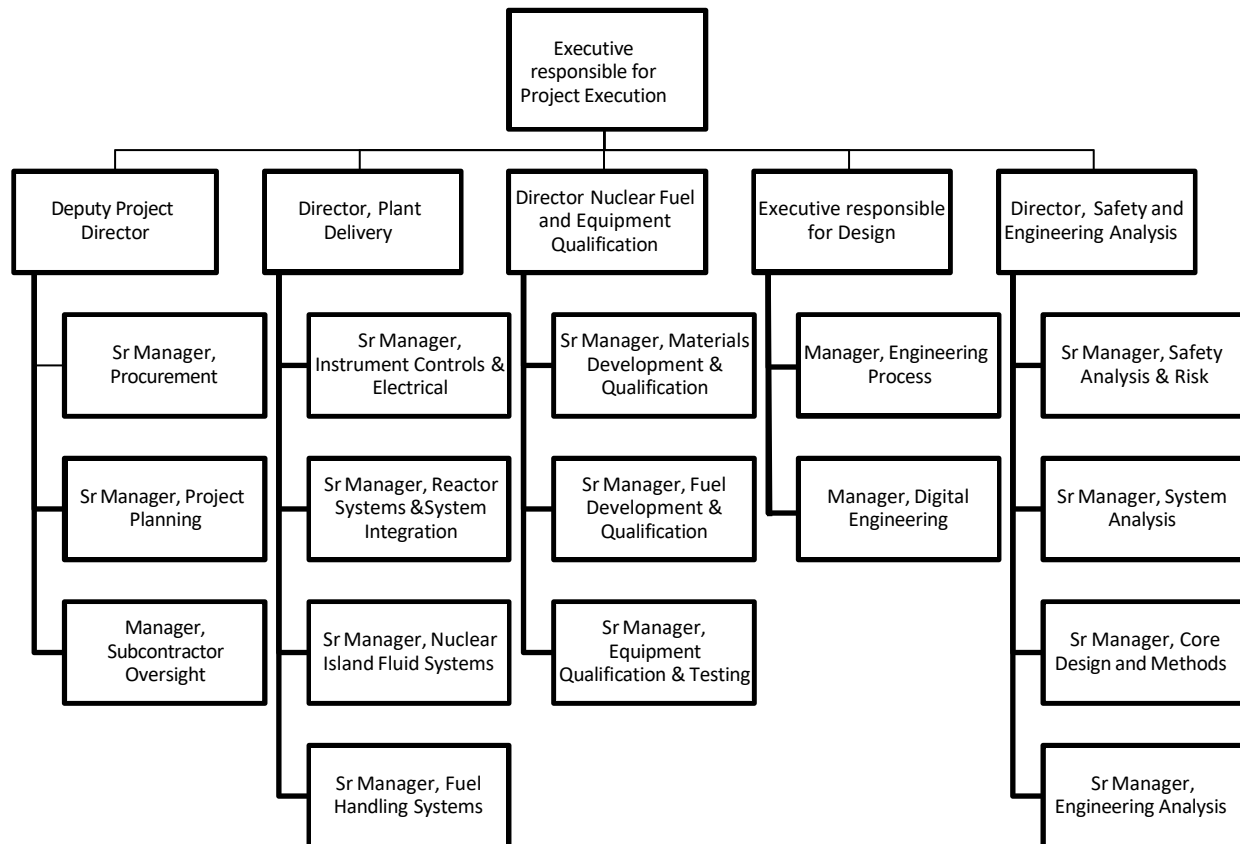 Executive
responsible for
Project Execution
Deputy Project
Director
Director, Plant
Delivery
Director Nuclear Fuel
and Equipment
Qualification
Executive responsible
for Design
Director, Safety and
Engineering Analysis
Sr Manager,
Procurement
Sr Manager, Project
Planning
Manager,
Subcontractor
Oversight
Sr Manager,
Instrument Controls &
Electrical
Sr Manager, Reactor
Systems &System
Integration
Sr Manager, Nuclear
Island Fluid Systems
Sr Manager, Fuel
Handling Systems
Sr Manager, Materials
Development &
Qualification
Sr Manager, Fuel
Development &
Qualification
Sr Manager,
Equipment
Qualification & Testing
Manager, Engineering
Process
Manager, Digital
Engineering
Sr Manager, Safety
Analysis & Risk
Sr Manager, System
Analysis
Sr Manager, Core
Design and Methods
Sr Manager,
Engineering Analysis